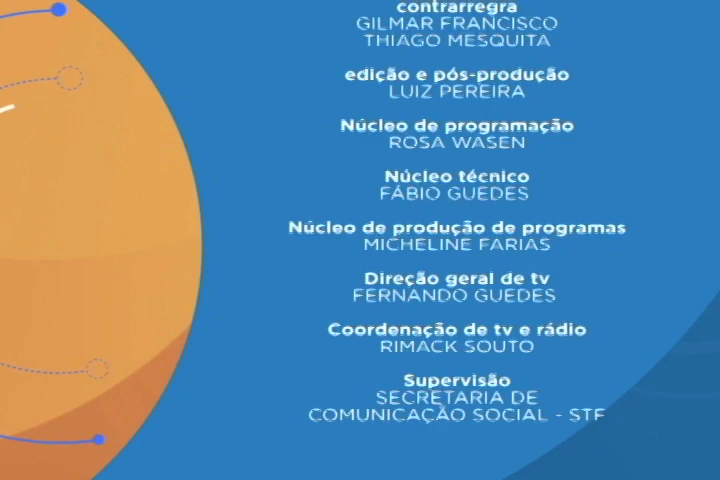 contrarregra
GILMAR FRANCISCO
THIAGO MESQUITA
edição e pós-produção
LUIZ PEREIRA
Núcleo de programação
ROSA WASEN
Núcleo técnico
FÁBIO GUEDES
Núcleo de produção de programas
MICHELINE FARIAS
Direção geral de tv
FERNANDO GUEDES
Coordenação de tv e rádio
RIMACK SOUTO
Supervisão
SECRETARIA DE
COMUNICAÇÃO SOCIAL - STF